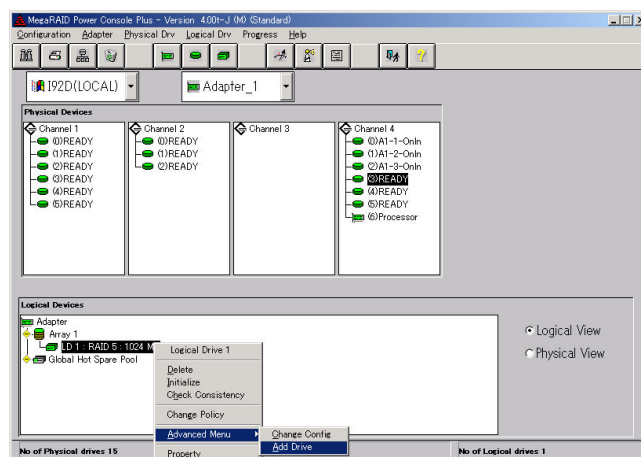 MegaRAID Power Console Plus - Version 4.00t-J (M) (Standard)
Configuration Adapter Physical Drv Logical Drv Progress Help
I92D(LOCAL)
Adapter_1
Physical Devices
Channel 1
(0)READY
(1)READY
(2)READY
(3)READY
(4)READY
(5)READY
Channel 2
(0)READY
(1)READY
(2)READY
Channel 3
Channel 4
(0)A1-1-Onln
(1)A1-2-Onln
(2)A1-3-Onln
(3)READY
(4)READY
(5)READY
(6)Processor
Logical Devices
Adapter
Array 1
LD 1 : RAID 5 : 1024 M
Global Hot Spare Pool
Logical Drive 1
Delete
Initialize
Check Consistency
Change Policy
Advanced Menu
Property
Change Config
Add Drive
Logical View
Physical View
No of Physical drives 15
No of Logical drives 1